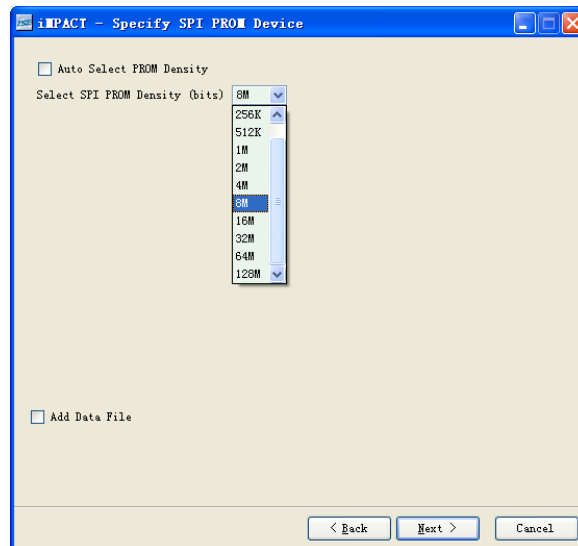 iMPACT - Specify SPI PROM Device
Auto Select PROM Density
Select SPI PROM Density (bits) 8M
256K
512K
1M
2M
4M
8M
16M
32M
64M
128M
Add Data File
< Back Next > Cancel